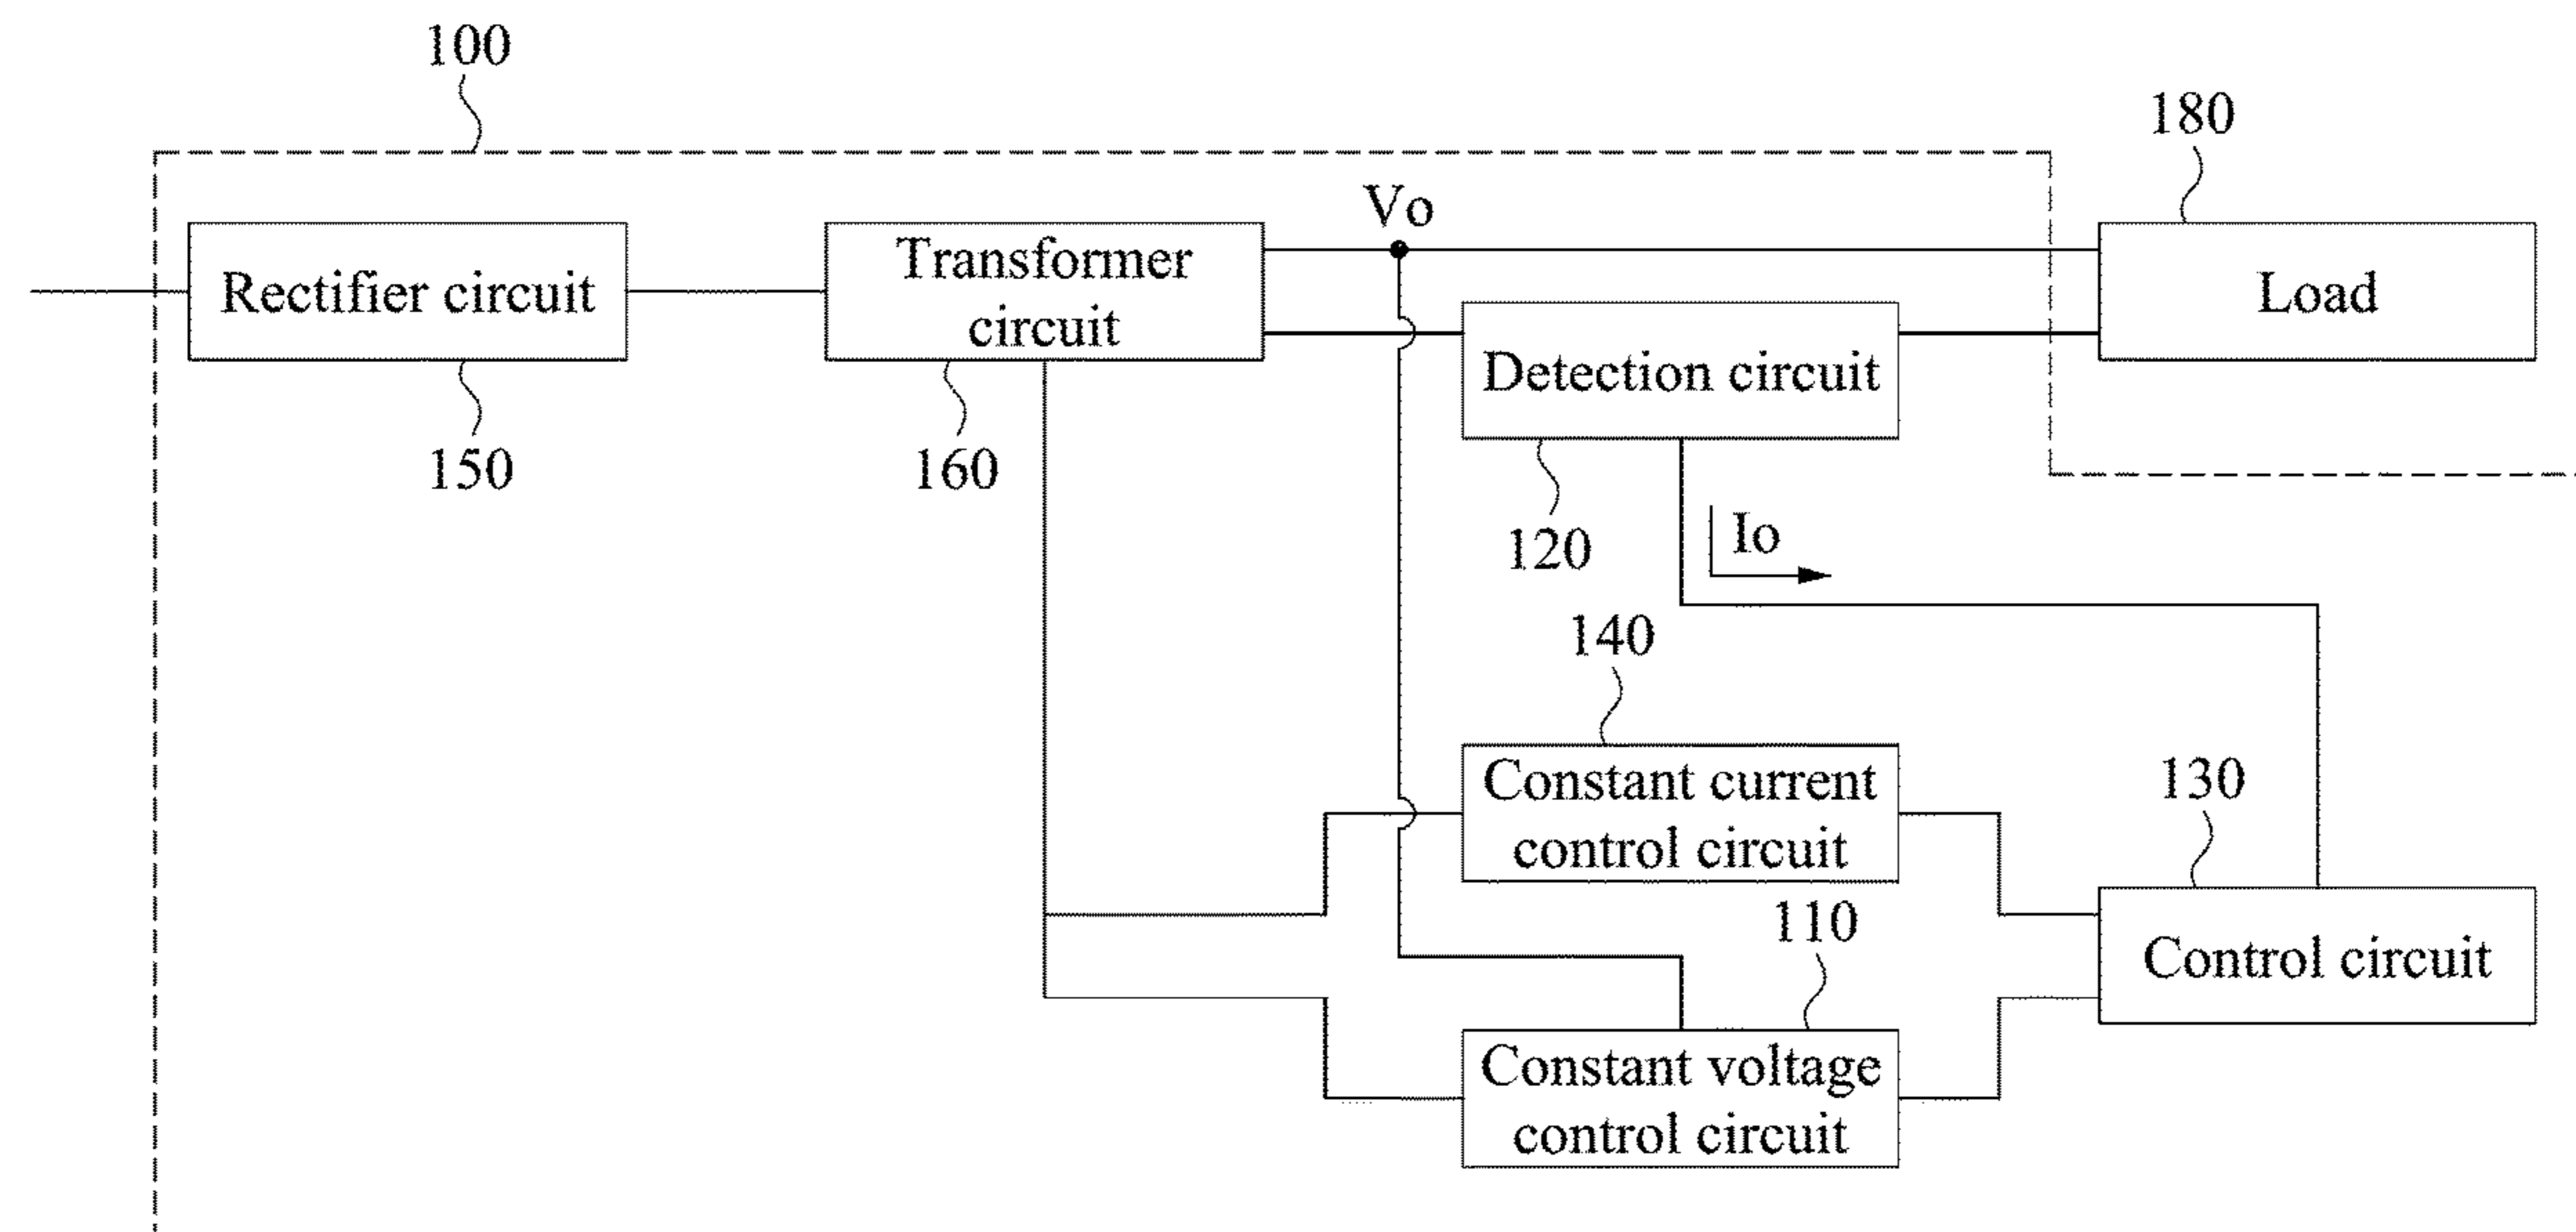 100
180
Vo
Rectifier circuit
Transformer
circuit
Load
Detection circuit
150
160
120
Io
140
Constant current
control circuit
130
110
Control circuit
Constant voltage
control circuit